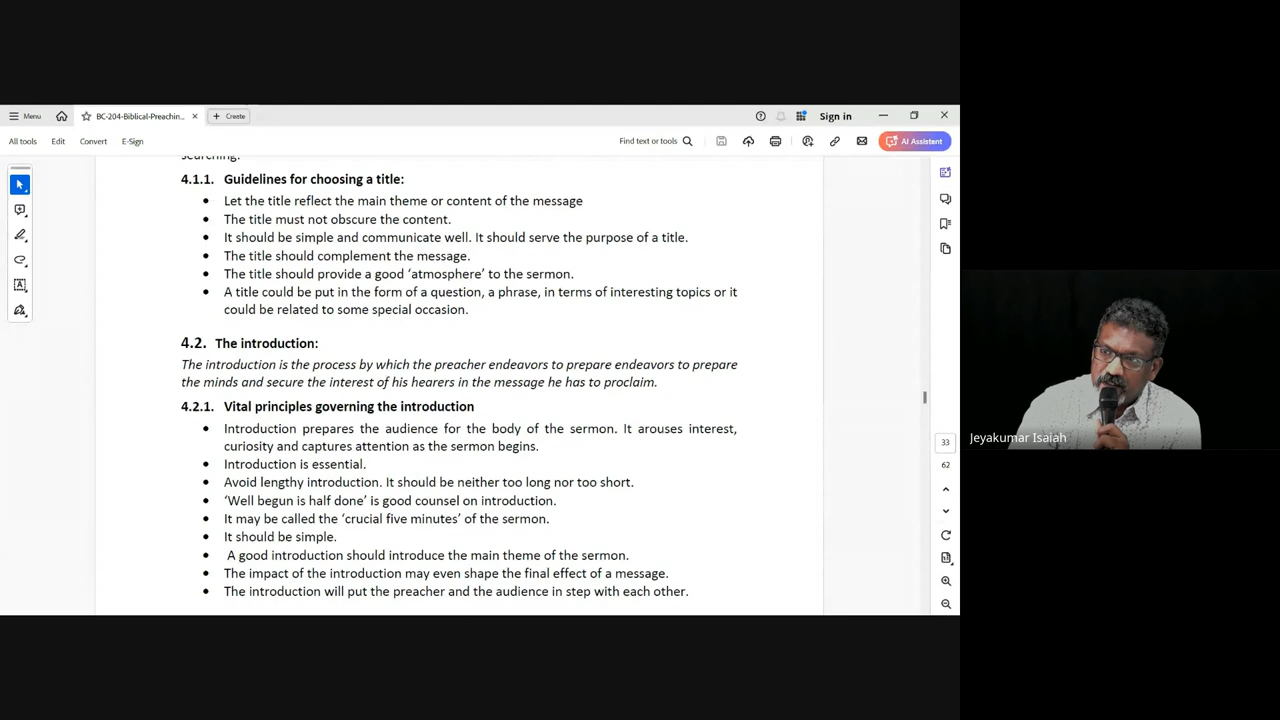 Menu
BC-204-Biblical-Preachin...
Create
Sign in
All tools
Edit
Convert
E-Sign
Find text or tools
AI Assistant
searching.
4.1.1. Guidelines for choosing a title:
• Let the title reflect the main theme or content of the message
• The title must not obscure the content.
• It should be simple and communicate well. It should serve the purpose of a title.
• The title should complement the message.
• The title should provide a good ‘atmosphere’ to the sermon.
• A title could be put in the form of a question, a phrase, in terms of interesting topics or it
could be related to some special occasion.
4.2. The introduction:
The introduction is the process by which the preacher endeavors to prepare endeavors to prepare
the minds and secure the interest of his hearers in the message he has to proclaim.
4.2.1. Vital principles governing the introduction
• Introduction prepares the audience for the body of the sermon. It arouses interest,
curiosity and captures attention as the sermon begins.
• Introduction is essential.
• Avoid lengthy introduction. It should be neither too long nor too short.
• ‘Well begun is half done’ is good counsel on introduction.
• It may be called the ‘crucial five minutes’ of the sermon.
• It should be simple.
• A good introduction should introduce the main theme of the sermon.
• The impact of the introduction may even shape the final effect of a message.
• The introduction will put the preacher and the audience in step with each other.
33
62
Jeyakumar Isaiah